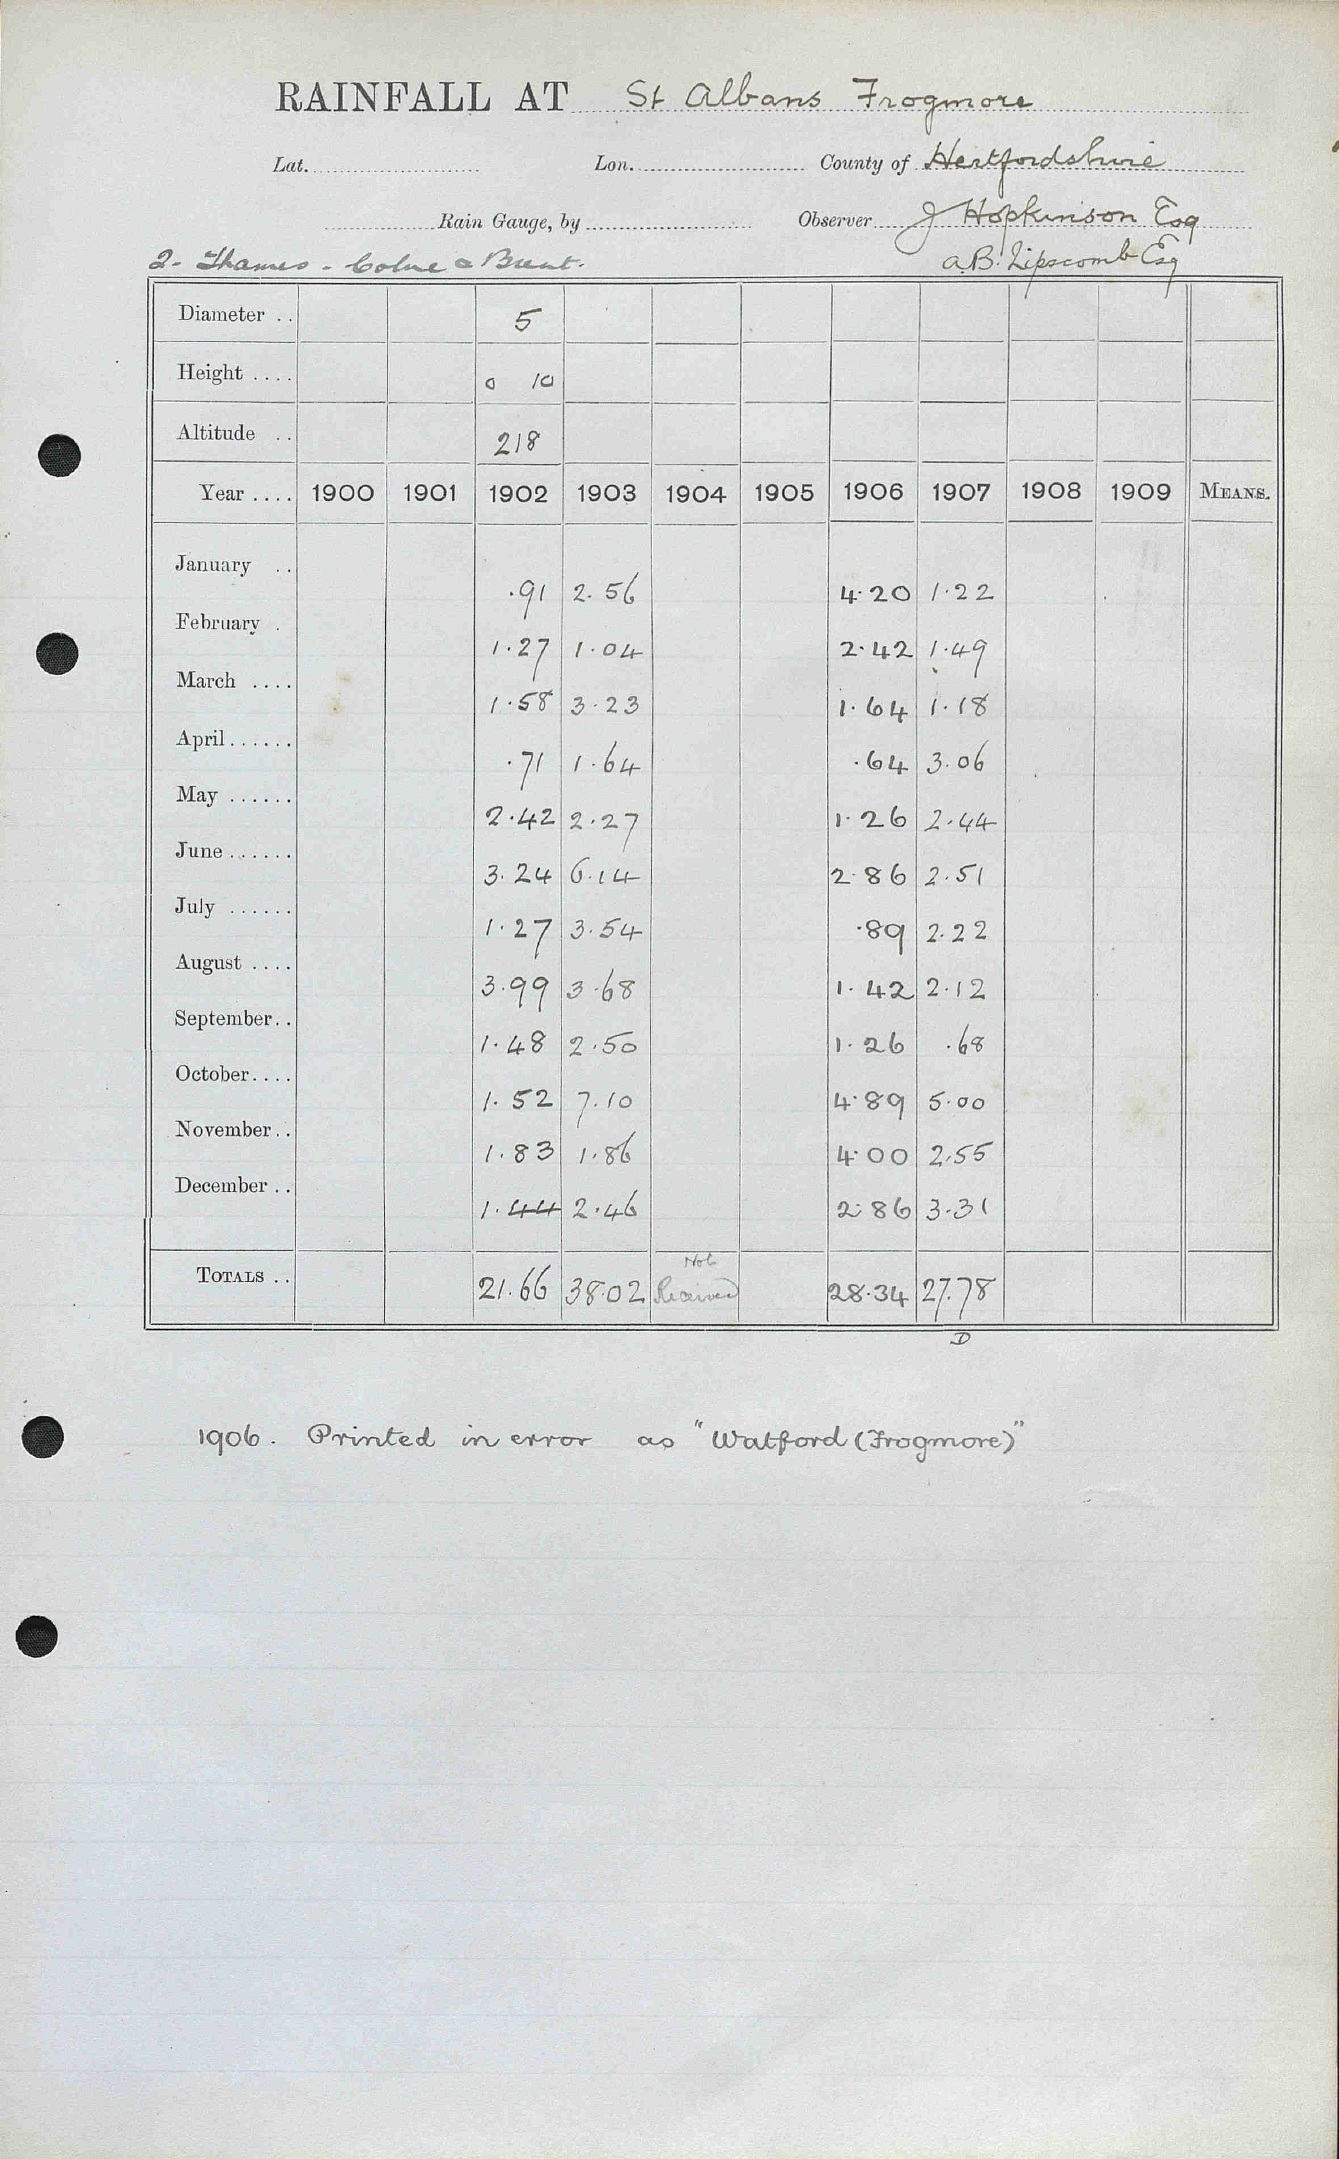 RAINFALL AT St Albans Frogmore
Lat. Lon. County of Hertfordshire
Rain Gauge, by Observer J Hopkinson Esq
2- Thames - Colne & Brent. A.B. Lipscomb Esq
Diameter .. 5
Height .... 0 10
Altitude .. 218
Year .... 1900 1901 1902 1903 1904 1905 1906 1907 1908 1909 MEANS.
January .. .91 2.56 4.20 1.22
February . 1.27 1.04 2.42 1.49
March .... 1.58 3.23 1.64 1.18
April...... .71 1.64 .64 3.06
May ...... 2.42 2.27 1.26 2.44
June ...... 3.24 6.14 2.86 2.51
July ...... 1.27 3.54 .89 2.22
August .... 3.99 3.68 1.42 2.12
September.. 1.48 2.50 1.26 .68
October.... 1.52 7.10 4.89 5.00
November.. 1.83 1.86 4.00 2.55
December .. 1.44 2.46 2.86 3.31
TOTALS .. 21.66 38.02 Not Received 28.34 27.78
D
1906. Printed in error as "Watford (Frogmore)"